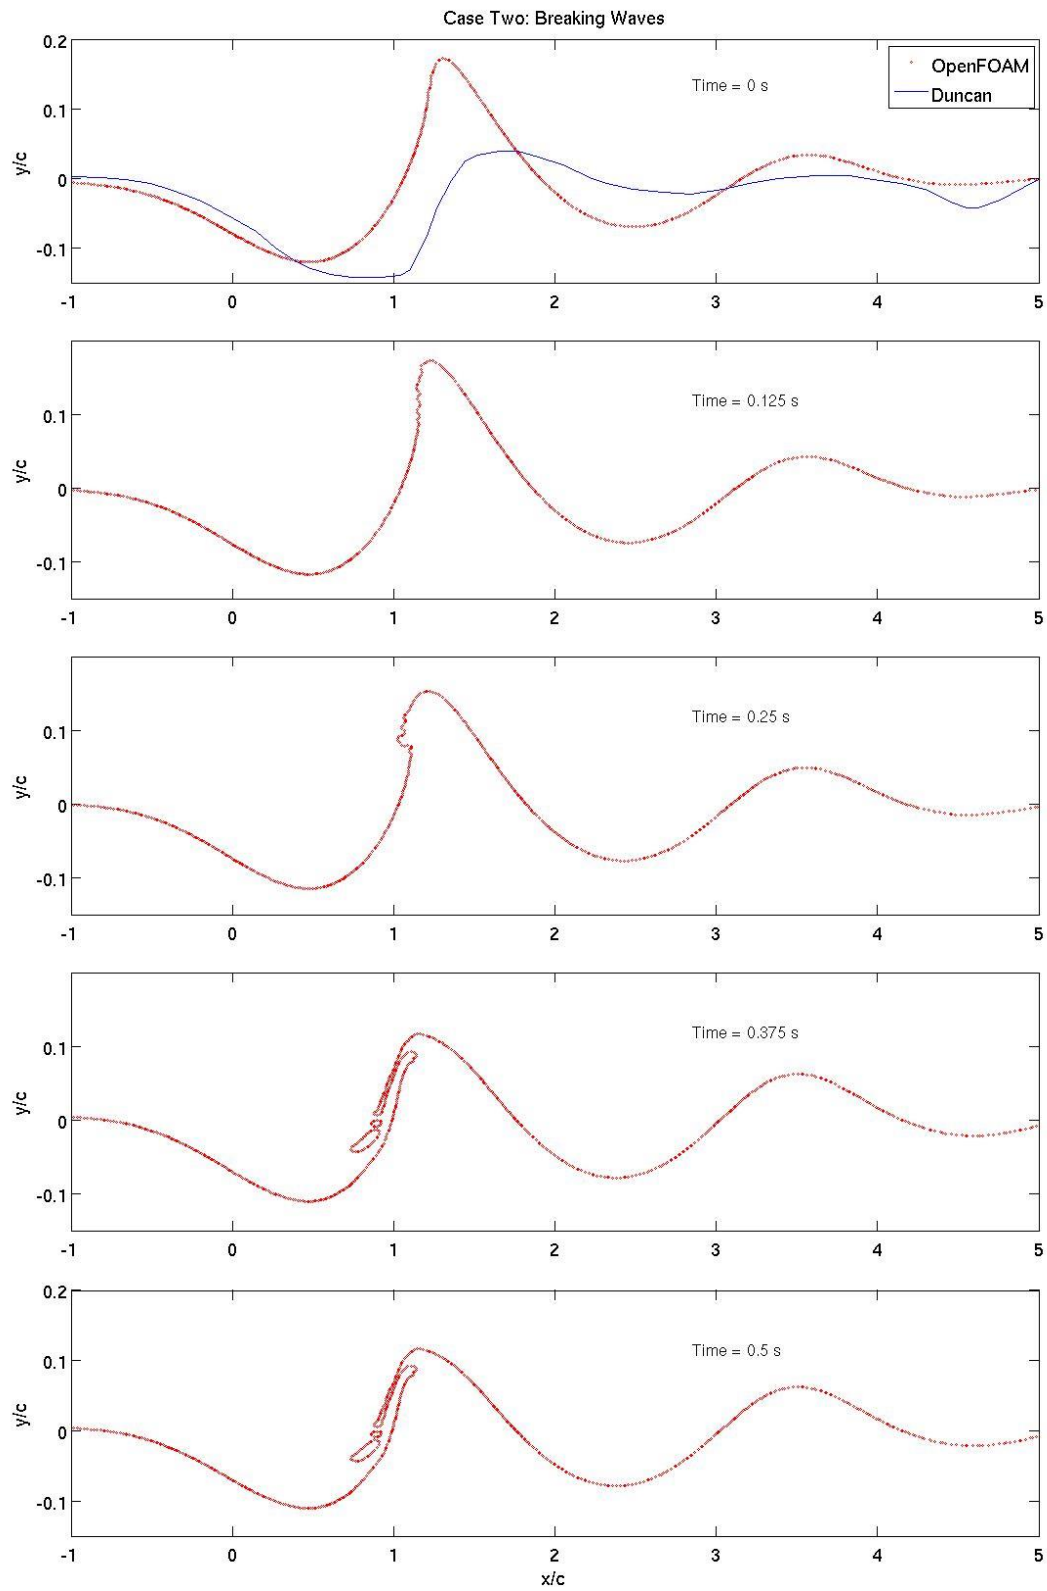 Case Two: Breaking Waves
0.2
0.1
0
-0.1
y/c
Time = 0 s
OpenFOAM
Duncan
-1 0 1 2 3 4 5
0.1
0
-0.1
y/c
Time = 0.125 s
-1 0 1 2 3 4 5
0.1
0
-0.1
y/c
Time = 0.25 s
-1 0 1 2 3 4 5
0.1
0
-0.1
y/c
Time = 0.375 s
-1 0 1 2 3 4 5
0.2
0.1
0
-0.1
y/c
Time = 0.5 s
-1 0 1 2 3 4 5
x/c